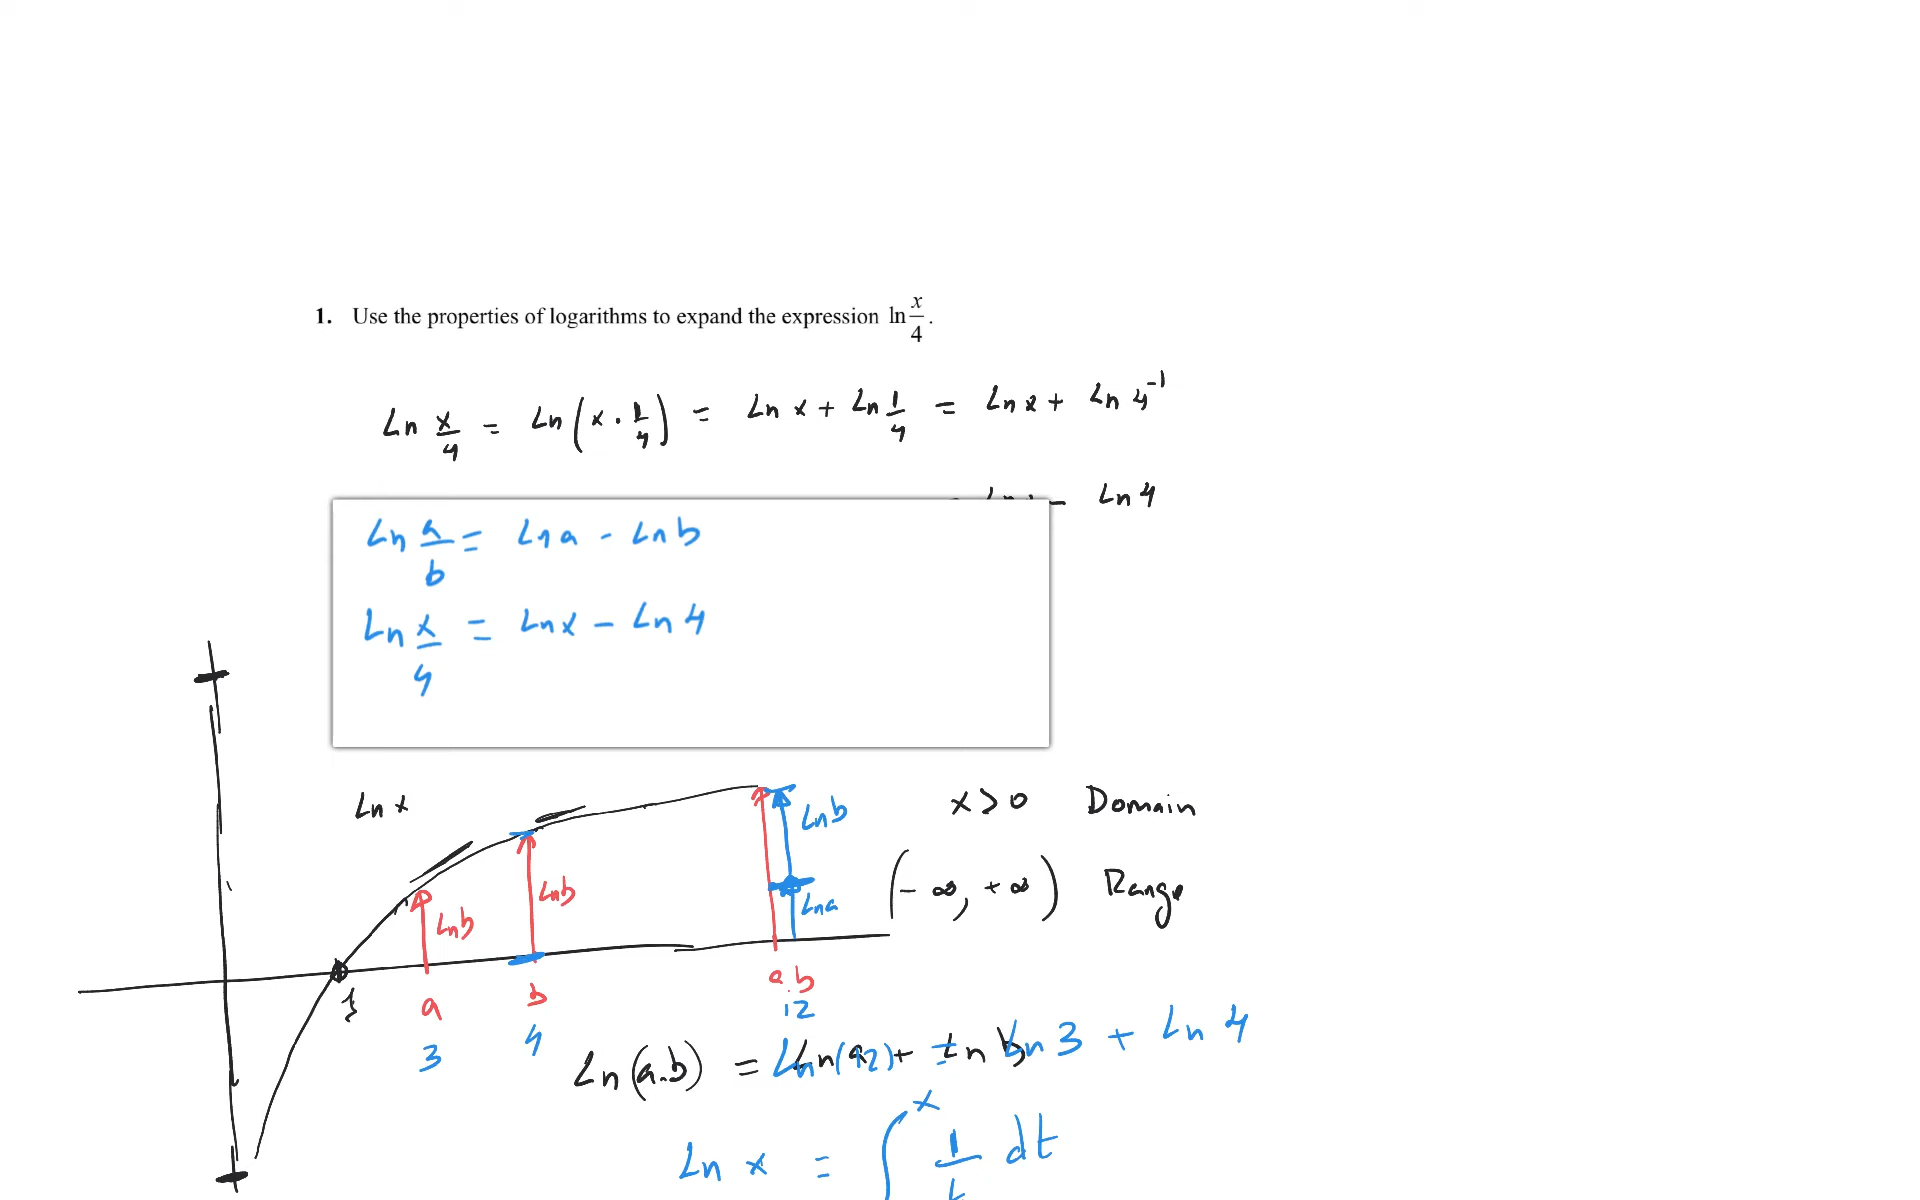 1. Use the properties of logarithms to expand the expression ln x/4.
Ln x/4 = Ln (x · 1/4) = Ln x + Ln 1/4 = Ln x + Ln 4⁻¹
– Ln 4
Ln a/b = Ln a - Ln b
Ln x/4 = Ln x – Ln 4
Ln x
x > 0 Domain
(-∞, +∞) Range
Ln b
Ln b
Ln b
Ln a
1
a
b
a.b
3
4
12
Ln (a.b) =
Ln 3 + Ln 4
Ln x = ∫ x 1/t dt